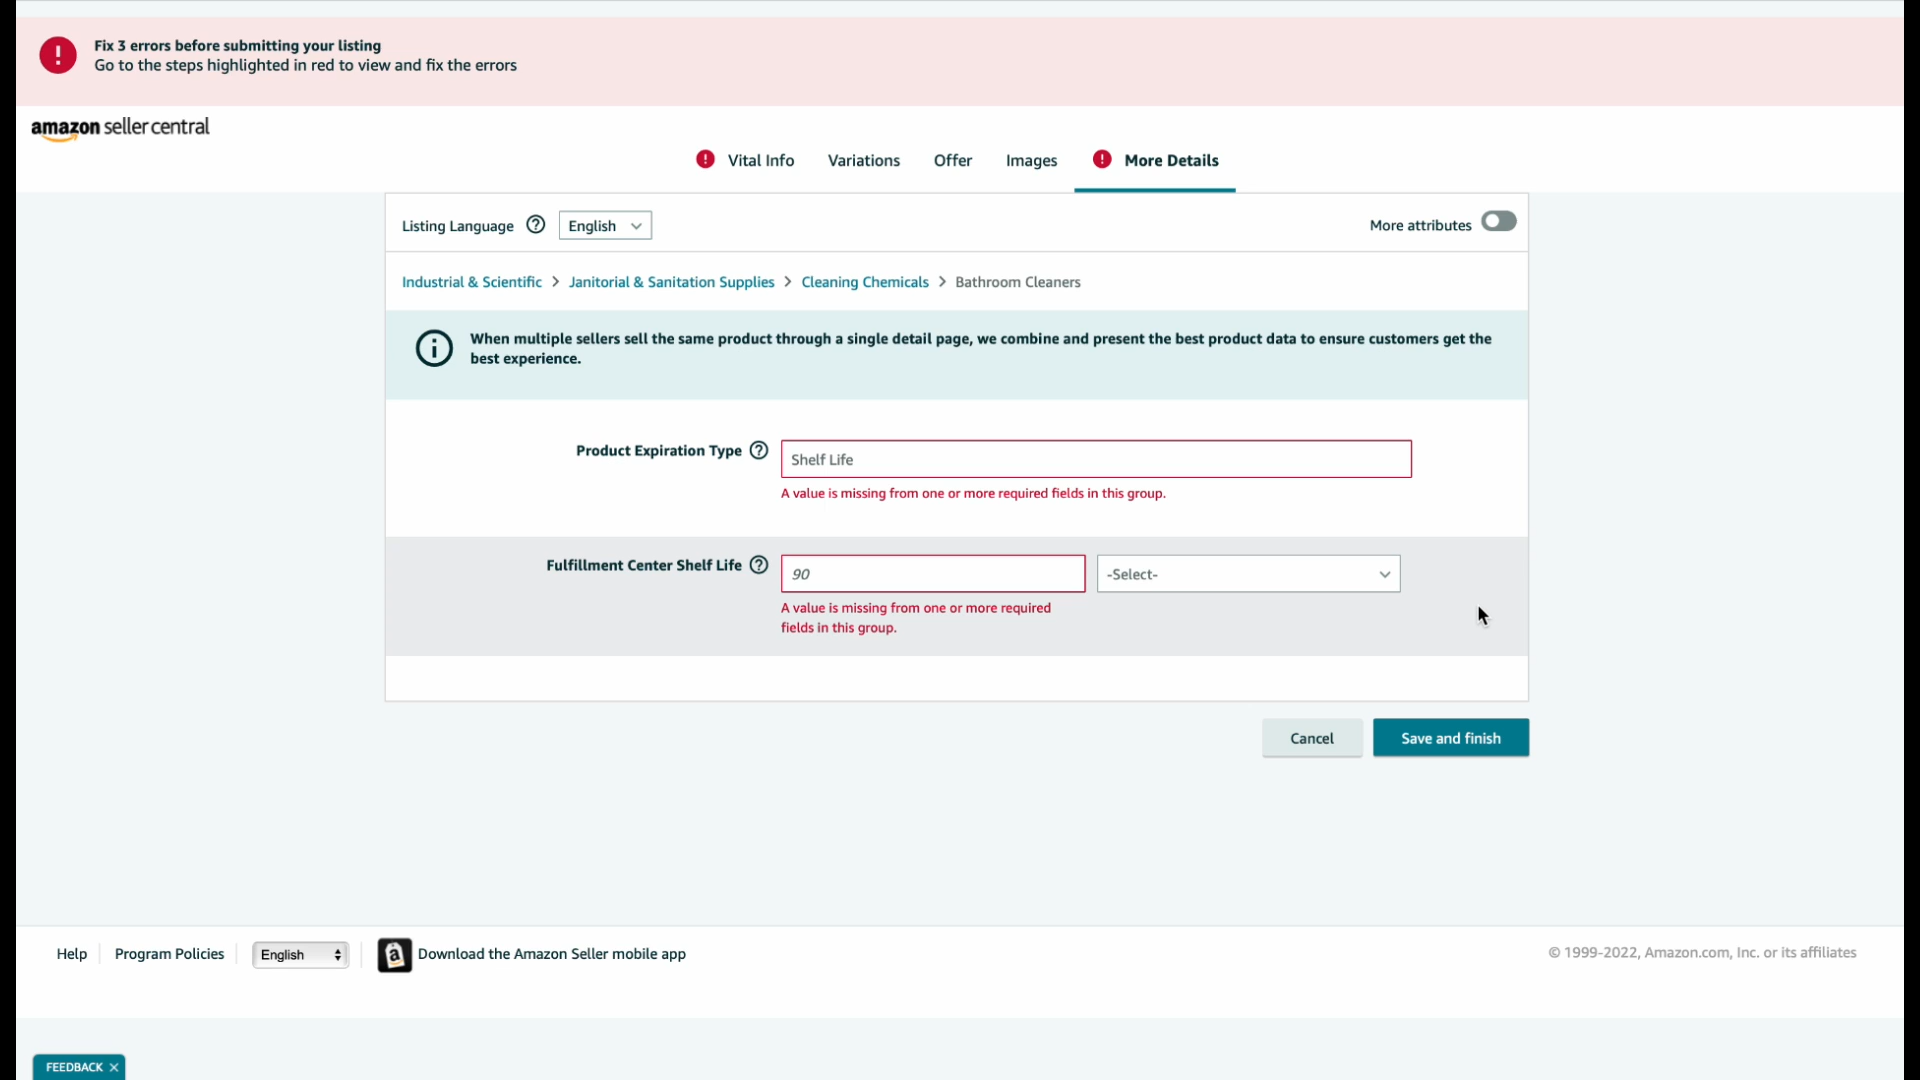 Fix 3 errors before submitting your listing
Go to the steps highlighted in red to view and fix the errors
amazon seller central
Vital Info Variations Offer Images More Details
Listing Language English More attributes
Industrial & Scientific > Janitorial & Sanitation Supplies > Cleaning Chemicals > Bathroom Cleaners
When multiple sellers sell the same product through a single detail page, we combine and present the best product data to ensure customers get the
best experience.
Product Expiration Type Shelf Life
A value is missing from one or more required fields in this group.
Fulfillment Center Shelf Life 90 -Select-
A value is missing from one or more required
fields in this group.
Cancel Save and finish
Help Program Policies English Download the Amazon Seller mobile app © 1999-2022, Amazon.com, Inc. or its affiliates
FEEDBACK ×